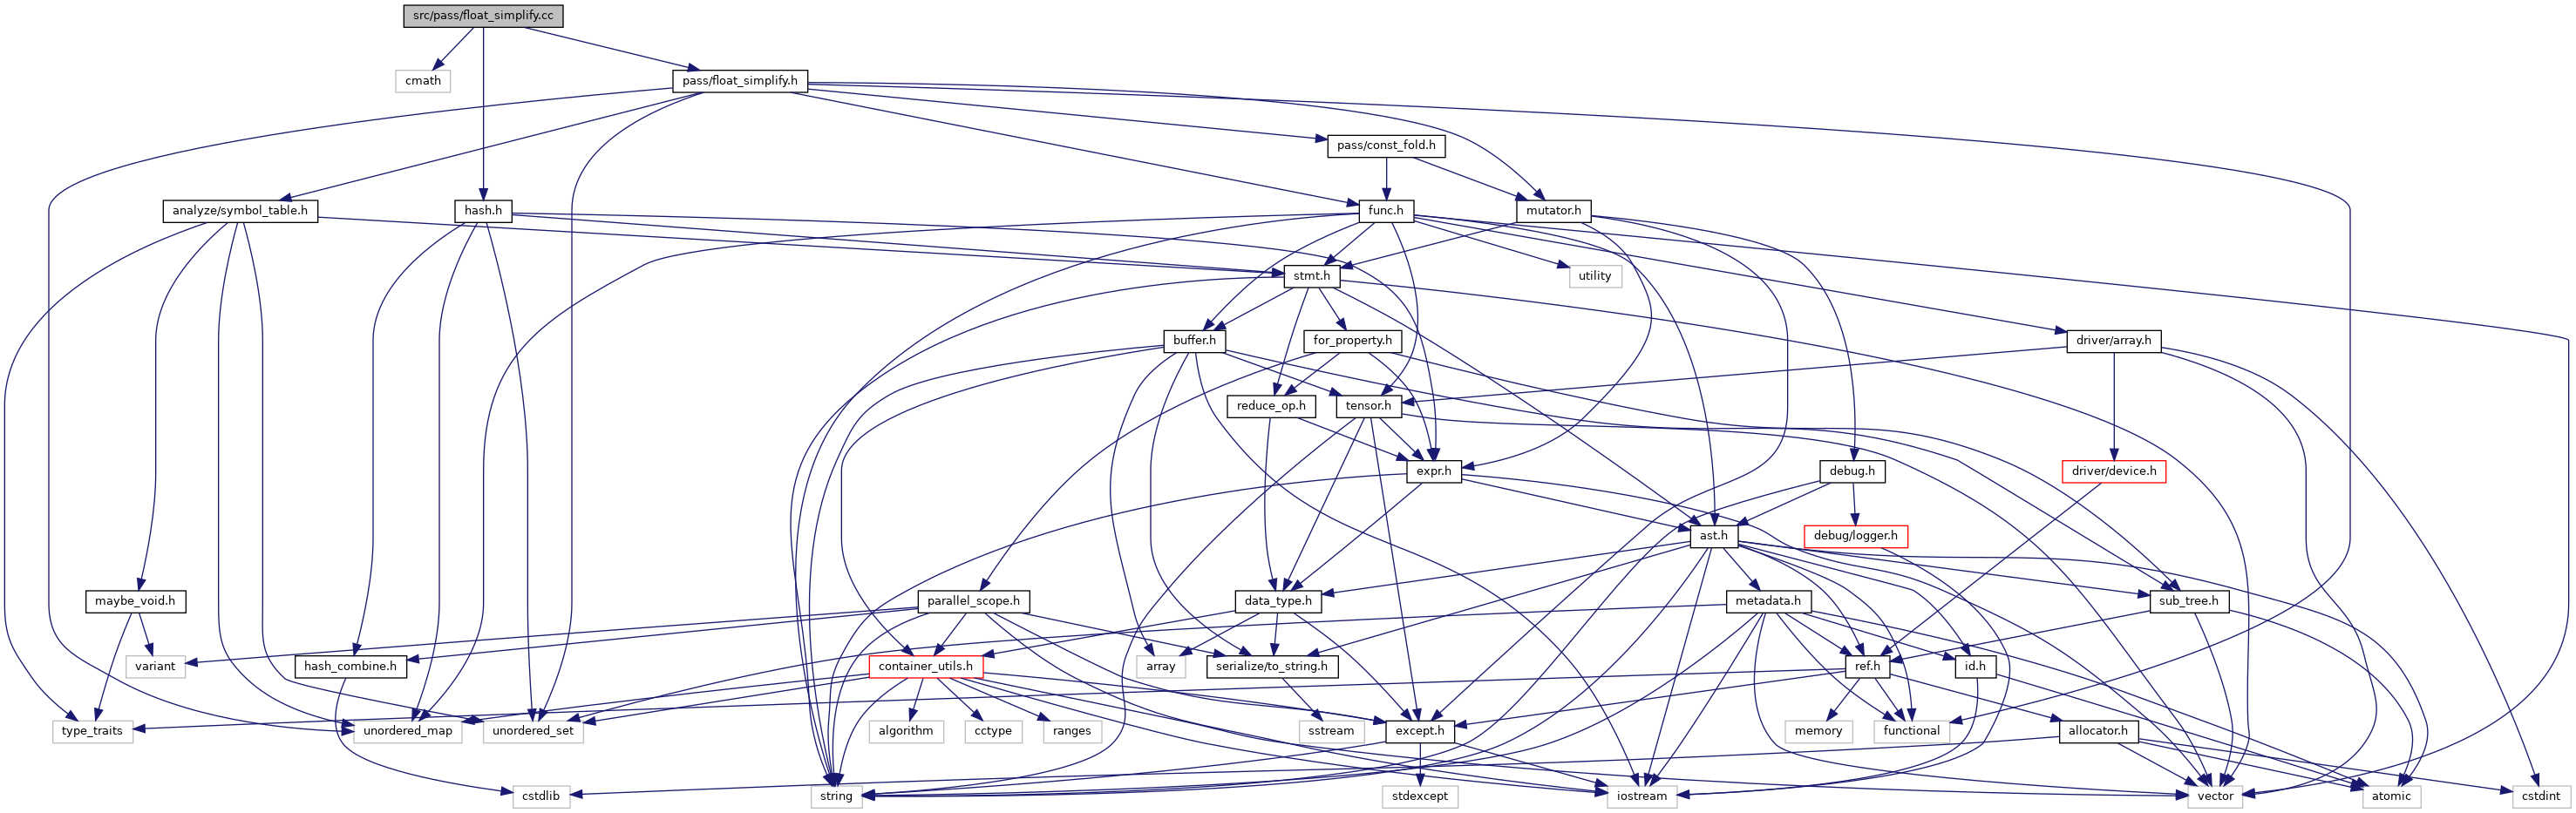 src/pass/float_simplify.cc
cmath
pass/float_simplify.h
pass/const_fold.h
analyze/symbol_table.h
hash.h
func.h
mutator.h
stmt.h
utility
buffer.h
for_property.h
driver/array.h
reduce_op.h
tensor.h
expr.h
debug.h
driver/device.h
ast.h
debug/logger.h
maybe_void.h
parallel_scope.h
data_type.h
metadata.h
sub_tree.h
variant
hash_combine.h
container_utils.h
array
serialize/to_string.h
ref.h
id.h
type_traits
unordered_map
unordered_set
algorithm
cctype
ranges
sstream
except.h
memory
functional
allocator.h
cstdlib
string
stdexcept
iostream
vector
atomic
cstdint